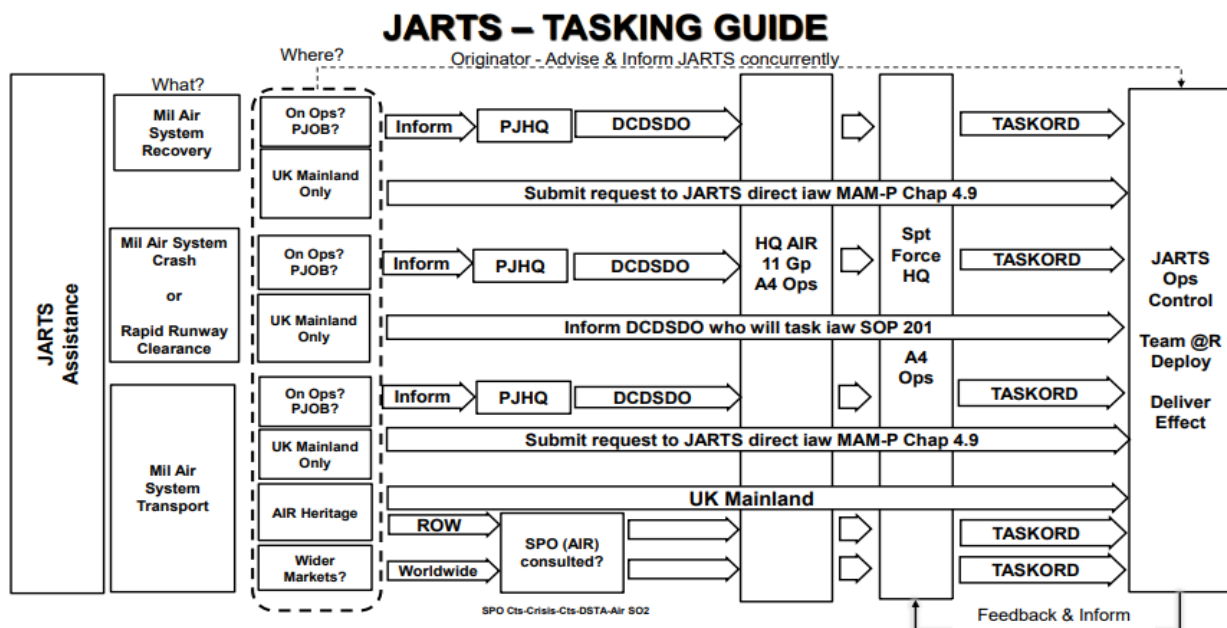 JARTS – TASKING GUIDE
Where?
Originator - Advise & Inform JARTS concurrently
What?
JARTS
Assistance
Mil Air
System
Recovery
On Ops?
PJOB?
Inform
PJHQ
DCDSDO
TASKORD
UK Mainland
Only
Submit request to JARTS direct iaw MAM-P Chap 4.9
Mil Air System
Crash
or
Rapid Runway
Clearance
On Ops?
PJOB?
Inform
PJHQ
DCDSDO
TASKORD
UK Mainland
Only
Inform DCDSDO who will task iaw SOP 201
HQ AIR
11 Gp
A4 Ops
Spt
Force
HQ
A4
Ops
JARTS
Ops
Control
Team @R
Deploy
Deliver
Effect
Mil Air
System
Transport
On Ops?
PJOB?
Inform
PJHQ
DCDSDO
TASKORD
UK Mainland
Only
Submit request to JARTS direct iaw MAM-P Chap 4.9
AIR Heritage
UK Mainland
ROW
SPO (AIR)
consulted?
TASKORD
Wider
Markets?
Worldwide
TASKORD
SPO Cts-Crisis-Cts-DSTA-Air SO2
Feedback & Inform